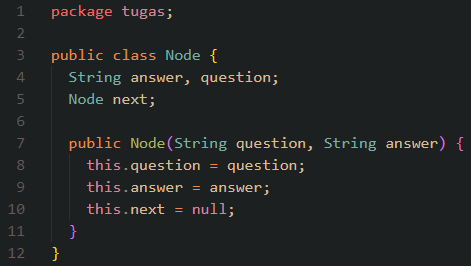 1 package tugas;
2
3 public class Node {
4 String answer, question;
5 Node next;
6
7 public Node(String question, String answer) {
8 this.question = question;
9 this.answer = answer;
10 this.next = null;
11 }
12 }